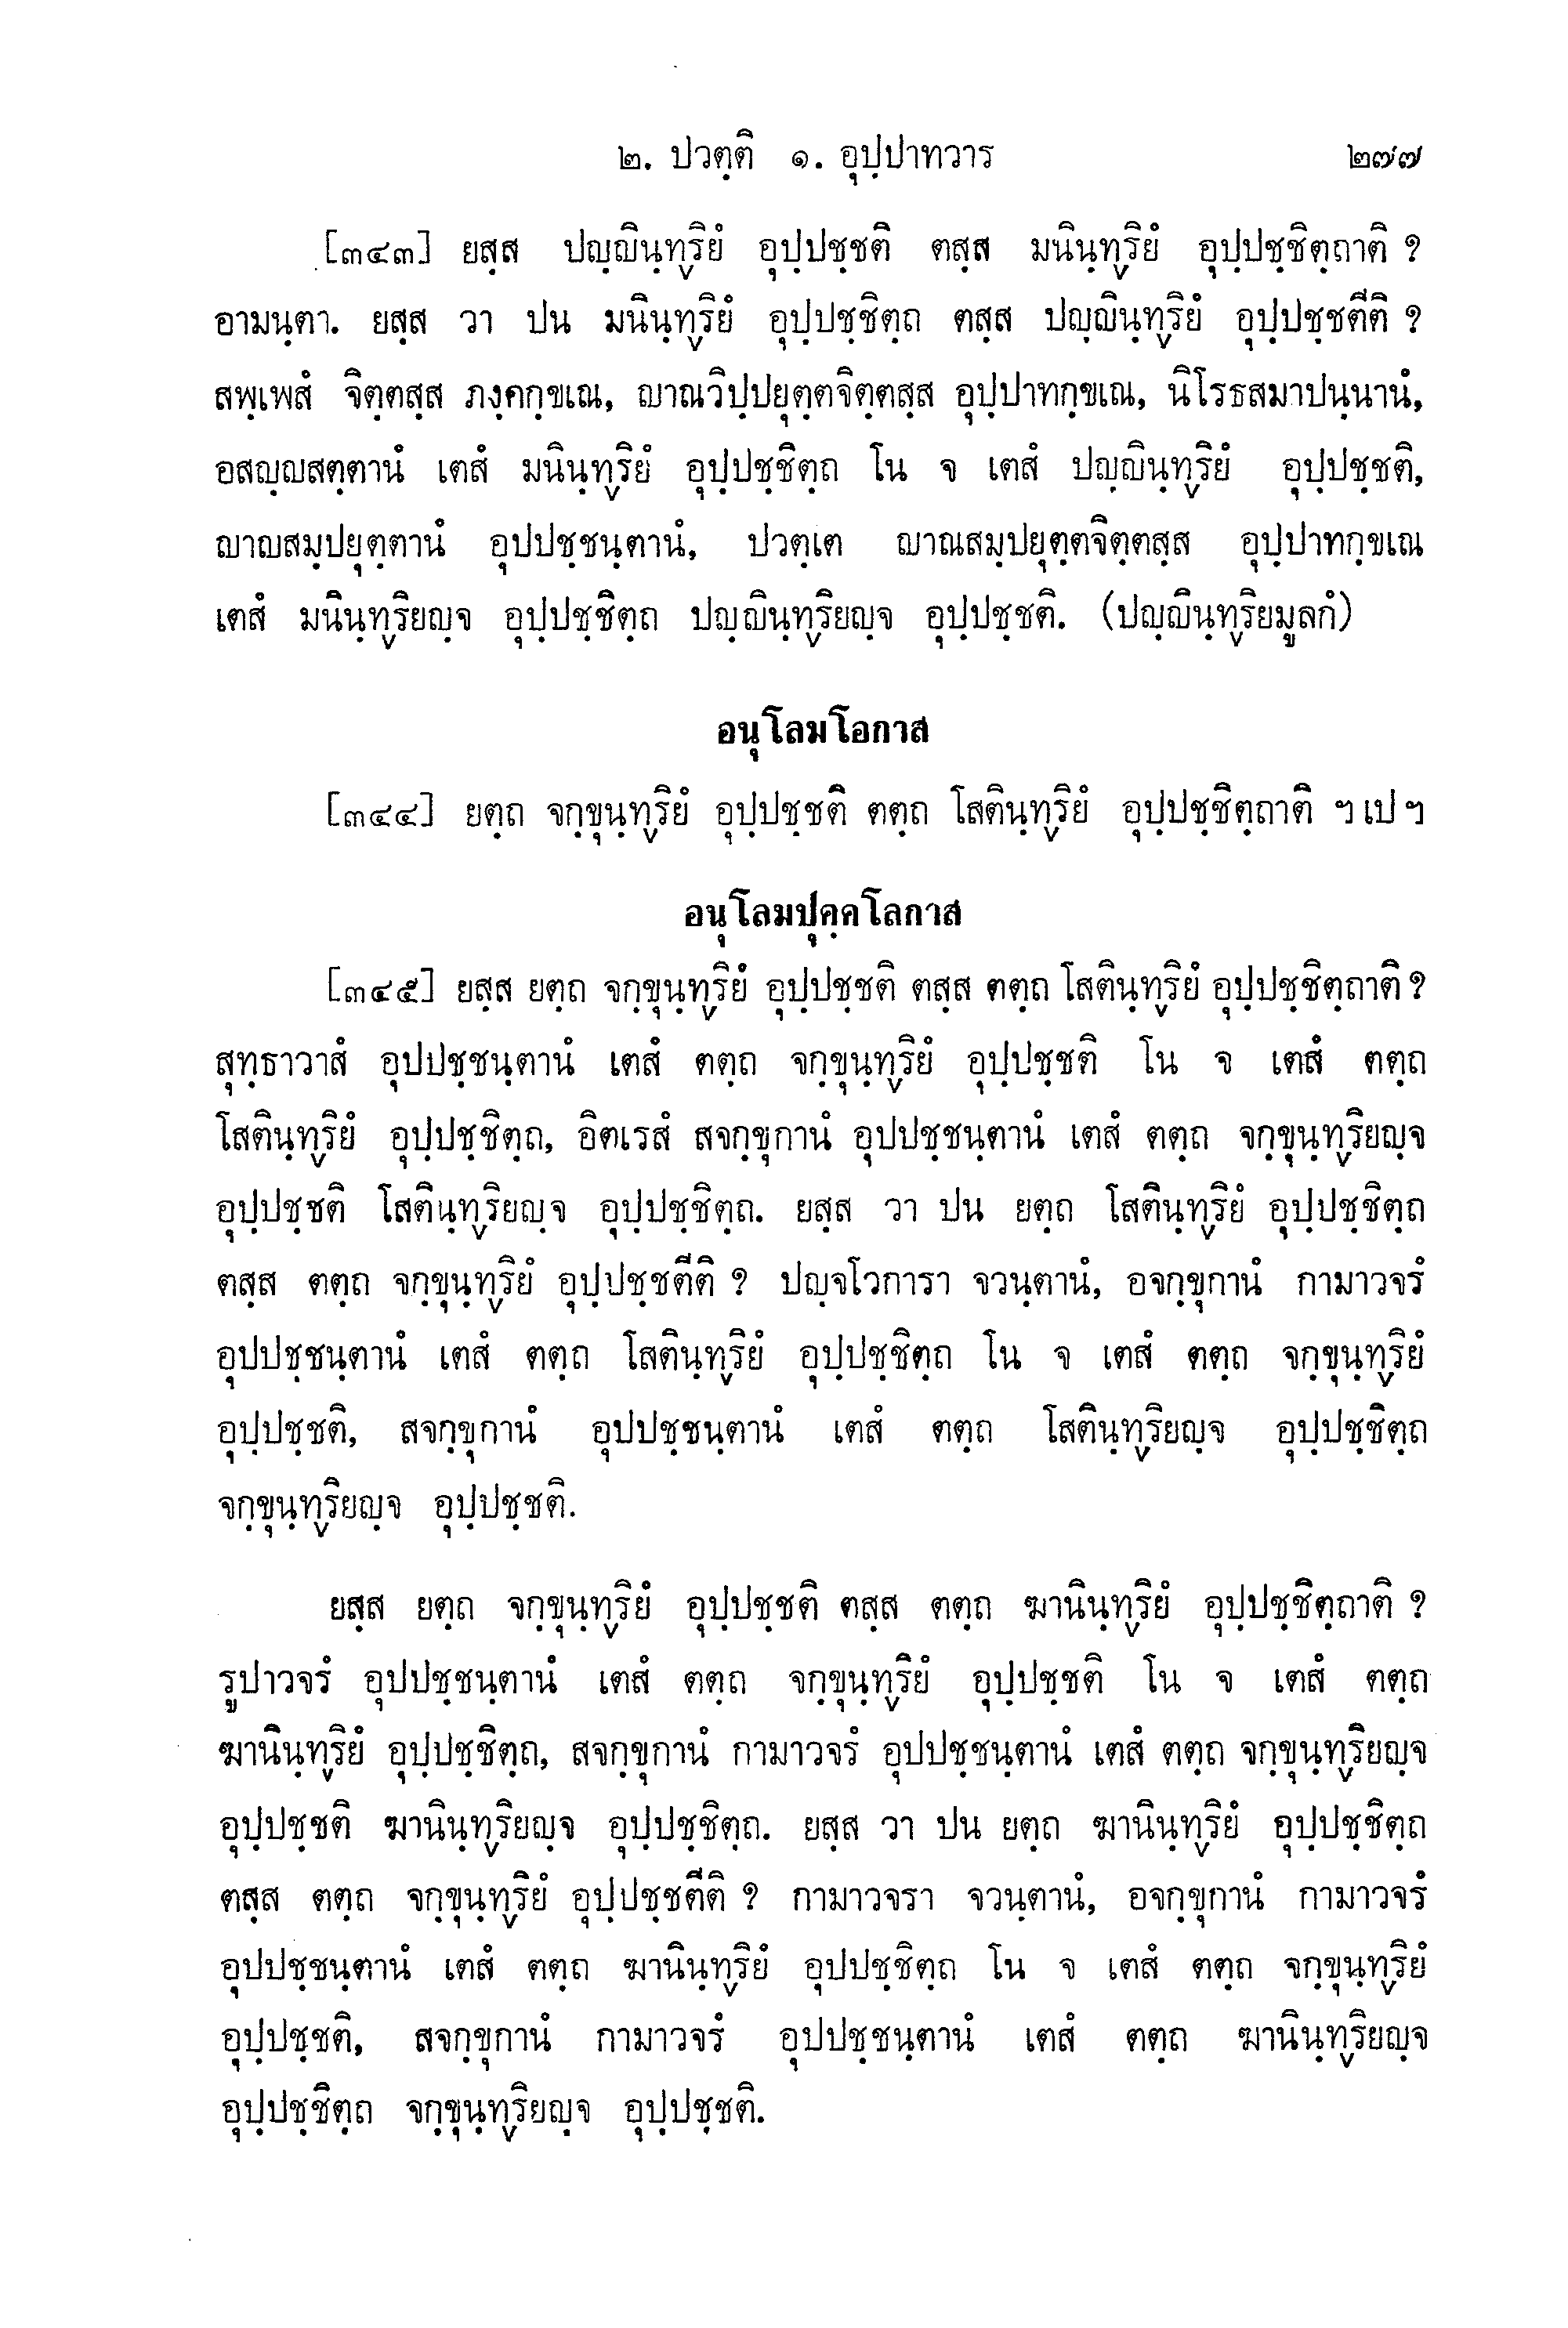 ๒. ปวตฺติ ๑. อุปฺปาทวาร ๒๗๗
[๓๔๓] ยสฺส ปญฺญินฺทฺริยํ อุปฺปชฺชติ ตสฺส มนินฺทฺริยํ อุปฺปชฺชิตฺถาติ ?
อามนฺตา. ยสฺส วา ปน มนินฺทฺริยํ อุปฺปชฺชิตฺถ ตสฺส ปญฺญินฺทฺริยํ อุปฺปชฺชตีติ ?
สพฺเพสํ จิตฺตสฺส ภงฺคกฺขเณ, ญาณวิปฺปยุตฺตจิตฺตสฺส อุปฺปาทกฺขเณ, นิโรธสมาปนฺนานํ,
อสญฺญสตฺตานํ เตสํ มนินฺทฺริยํ อุปฺปชฺชิตฺถ โน จ เตสํ ปญฺญินฺทฺริยํ อุปฺปชฺชติ,
ญาญสมฺปยุตฺตานํ อุปปชฺชนฺตานํ, ปวตฺเต ญาณสมฺปยุตฺตจิตฺตสฺส อุปฺปาทกฺขเณ
เตสํ มนินฺทฺริยญฺจ อุปฺปชฺชิตฺถ ปญฺญินฺทฺริยญฺจ อุปฺปชฺชติ. (ปญฺญินฺทฺริยมูลกํ)
อนุโลมโอกาส
[๓๔๔] ยตฺถ จกฺขุนฺทฺริยํ อุปฺปชฺชติ ตตฺถ โสตินฺทฺริยํ อุปฺปชฺชิตฺถาติ ฯ เป ฯ
อนุโลมปุคฺคโลกาส
[๓๔๕] ยสฺส ยตฺถ จกฺขุนฺทฺริยํ อุปฺปชฺชติ ตสฺส ตตฺถ โสตินฺทฺริยํ อุปฺปชฺชิตฺถาติ ?
สุทฺธาวาสํ อุปปชฺชนฺตานํ เตสํ ตตฺถ จกฺขุนฺทฺริยํ อุปฺปชฺชติ โน จ เตสํ ตตฺถ
โสตินฺทฺริยํ อุปฺปชฺชิตฺถ, อิตเรสํ สจกฺขุกานํ อุปปชฺชนฺตานํ เตสํ ตตฺถ จกฺขุนฺทฺริยญฺจ
อุปฺปชฺชติ โสตินฺทฺริยญฺจ อุปฺปชฺชิตฺถ. ยสฺส วา ปน ยตฺถ โสตินฺทฺริยํ อุปฺปชฺชิตฺถ
ตสฺส ตตฺถ จกฺขุนฺทฺริยํ อุปฺปชฺชตีติ ? ปญฺจโวการา จวนฺตานํ, อจกฺขุกานํ กามาวจรํ
อุปปชฺชนฺตานํ เตสํ ตตฺถ โสตินฺทฺริยํ อุปฺปชฺชิตฺถ โน จ เตสํ ตตฺถ จกฺขุนฺทฺริยํ
อุปฺปชฺชติ, สจกฺขุกานํ อุปปชฺชนฺตานํ เตสํ ตตฺถ โสตินฺทฺริยญฺจ อุปฺปชฺชิตฺถ
จกฺขุนฺทฺริยญฺจ อุปฺปชฺชติ.
ยสฺส ยตฺถ จกฺขุนฺทฺริยํ อุปฺปชฺชติ ตสฺส ตตฺถ ฆานินฺทฺริยํ อุปฺปชฺชิตฺถาติ ?
รูปาวจรํ อุปปชฺชนฺตานํ เตสํ ตตฺถ จกฺขุนฺทฺริยํ อุปฺปชฺชติ โน จ เตสํ ตตฺถ
ฆานินฺทฺริยํ อุปฺปชฺชิตฺถ, สจกฺขุกานํ กามาวจรํ อุปปชฺชนฺตานํ เตสํ ตตฺถ จกฺขุนฺทฺริยญฺจ
อุปฺปชฺชติ ฆานินฺทฺริยญฺจ อุปฺปชฺชิตฺถ. ยสฺส วา ปน ยตฺถ ฆานินฺทฺริยํ อุปฺปชฺชิตฺถ
ตสฺส ตตฺถ จกฺขุนฺทฺริยํ อุปฺปชฺชตีติ ? กามาวจรา จวนฺตานํ, อจกฺขุกานํ กามาวจรํ
อุปปชฺชนฺตานํ เตสํ ตตฺถ ฆานินฺทฺริยํ อุปปชฺชิตฺถ โน จ เตสํ ตตฺถ จกฺขุนฺทฺริยํ
อุปฺปชฺชติ, สจกฺขุกานํ กามาวจรํ อุปปชฺชนฺตานํ เตสํ ตตฺถ ฆานินฺทฺริยญฺจ
อุปฺปชฺชิตฺถ จกฺขุนฺทฺริยญฺจ อุปฺปชฺชติ.